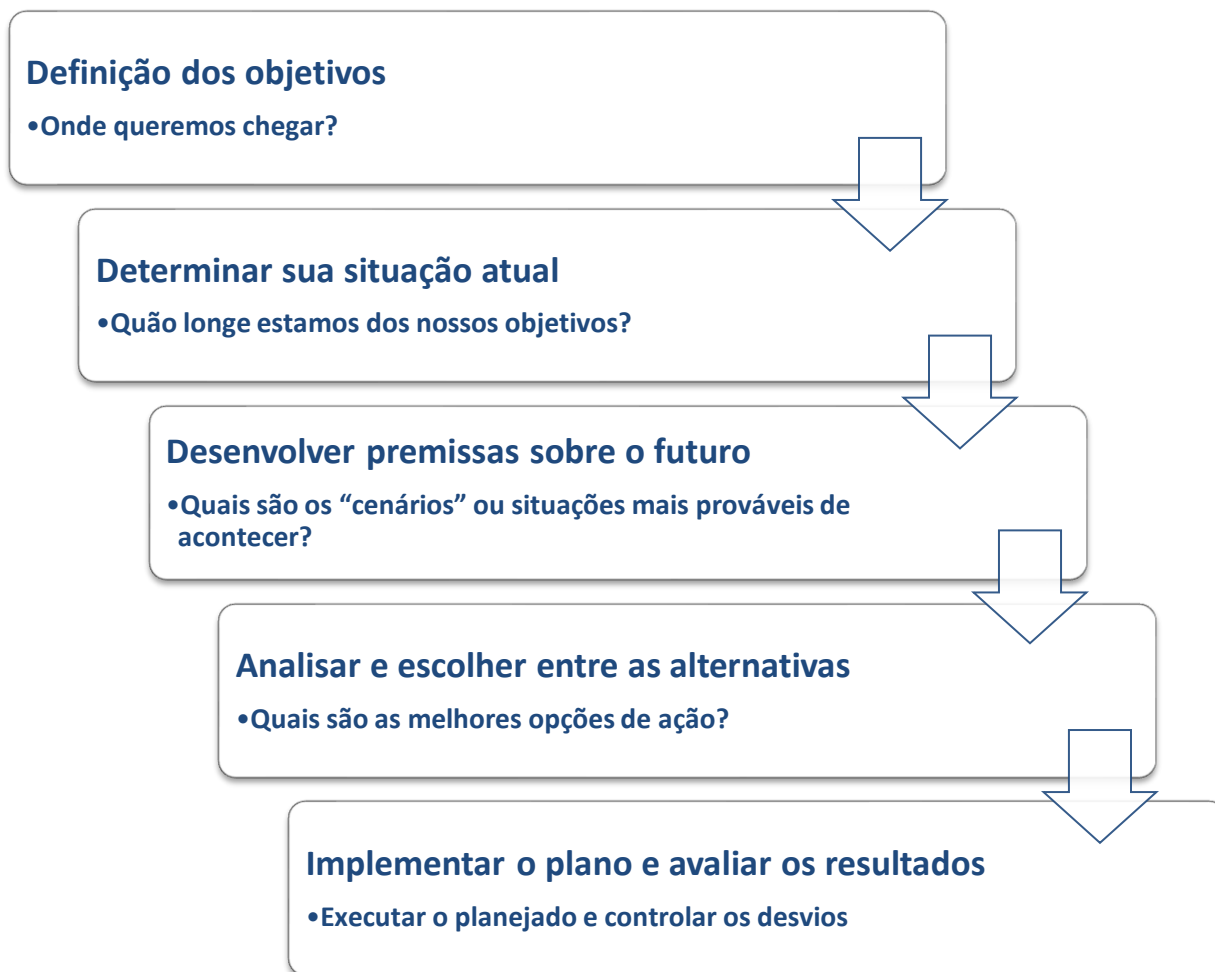 Definição dos objetivos
•Onde queremos chegar?
Determinar sua situação atual
•Quão longe estamos dos nossos objetivos?
Desenvolver premissas sobre o futuro
•Quais são os “cenários” ou situações mais prováveis de
acontecer?
Analisar e escolher entre as alternativas
•Quais são as melhores opções de ação?
Implementar o plano e avaliar os resultados
•Executar o planejado e controlar os desvios